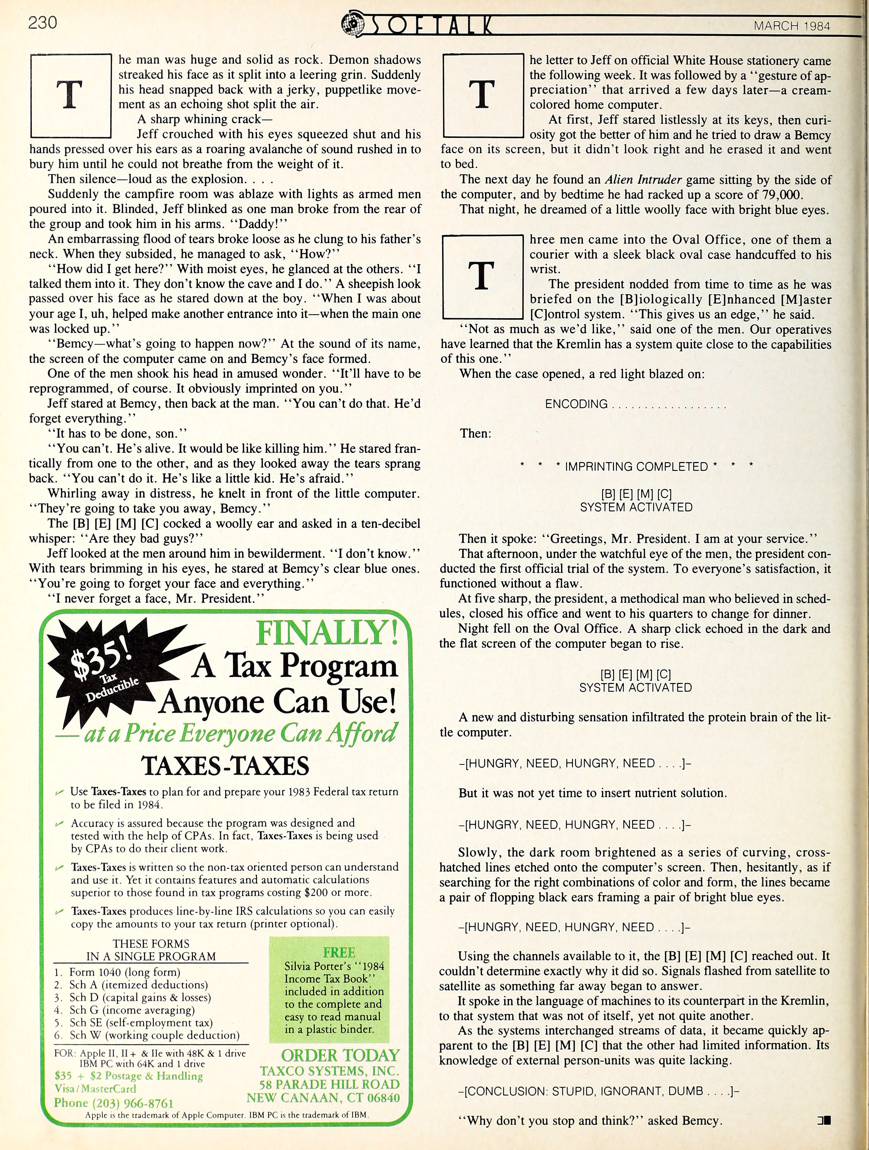 230
SOFTALK
MARCH 1984
T
he man was huge and solid as rock. Demon shadows
streaked his face as it split into a leering grin. Suddenly
his head snapped back with a jerky, puppetlike move-
ment as an echoing shot split the air.
A sharp whining crack—
Jeff crouched with his eyes squeezed shut and his
hands pressed over his ears as a roaring avalanche of sound rushed in to
bury him until he could not breathe from the weight of it.
Then silence—loud as the explosion. . . .
Suddenly the campfire room was ablaze with lights as armed men
poured into it. Blinded, Jeff blinked as one man broke from the rear of
the group and took him in his arms. "Daddy!"
An embarrassing flood of tears broke loose as he clung to his father's
neck. When they subsided, he managed to ask, "How?"
"How did I get here?" With moist eyes, he glanced at the others. "I
talked them into it. They don't know the cave and I do." A sheepish look
passed over his face as he stared down at the boy. "When I was about
your age I, uh, helped make another entrance into it—when the main one
was locked up."
"Bemcy—what's going to happen now?" At the sound of its name,
the screen of the computer came on and Bemcy's face formed.
One of the men shook his head in amused wonder. "It'll have to be
reprogrammed, of course. It obviously imprinted on you."
Jeff stared at Bemcy, then back at the man. "You can't do that. He'd
forget everything."
"It has to be done, son."
"You can't. He's alive. It would be like killing him." He stared fran-
tically from one to the other, and as they looked away the tears sprang
back. "You can't do it. He's like a little kid. He's afraid."
Whirling away in distress, he knelt in front of the little computer.
"They're going to take you away, Bemcy."
The [B] [E] [M] [C] cocked a woolly ear and asked in a ten-decibel
whisper: "Are they bad guys?"
Jeff looked at the men around him in bewilderment. "I don't know."
With tears brimming in his eyes, he stared at Bemcy's clear blue ones.
"You're going to forget your face and everything."
"I never forget a face, Mr. President."
$35!
Tax
Deductible
FINALLY!
A Tax Program
Anyone Can Use!
— at a Price Everyone Can Afford
TAXES-TAXES
Use Taxes-Taxes to plan for and prepare your 1983 Federal tax return
to be filed in 1984.
Accuracy is assured because the program was designed and
tested with the help of CPAs. In fact, Taxes-Taxes is being used
by CPAs to do their client work.
Taxes-Taxes is written so the non-tax oriented person can understand
and use it. Yet it contains features and automatic calculations
superior to those found in tax programs costing $200 or more.
Taxes-Taxes produces line-by-line IRS calculations so you can easily
copy the amounts to your tax return (printer optional).
THESE FORMS
IN A SINGLE PROGRAM
1. Form 1040 (long form)
2. Sch A (itemized deductions)
3. Sch D (capital gains & losses)
4. Sch G (income averaging)
5. Sch SE (self-employment tax)
6. Sch W (working couple deduction)
FREE
Silvia Porter's "1984
Income Tax Book"
included in addition
to the complete and
easy to read manual
in a plastic binder.
FOR: Apple II, II + & IIe with 48K & 1 drive
IBM PC with 64K and 1 drive
$35 + $2 Postage & Handling
Visa/MasterCard
Phone (203) 966-8761
ORDER TODAY
TAXCO SYSTEMS, INC.
58 PARADE HILL ROAD
NEW CANAAN, CT 06840
Apple is the trademark of Apple Computer. IBM PC is the trademark of IBM.
T
he letter to Jeff on official White House stationery came
the following week. It was followed by a "gesture of ap-
preciation" that arrived a few days later—a cream-
colored home computer.
At first, Jeff stared listlessly at its keys, then curi-
osity got the better of him and he tried to draw a Bemcy
face on its screen, but it didn't look right and he erased it and went
to bed.
The next day he found an Alien Intruder game sitting by the side of
the computer, and by bedtime he had racked up a score of 79,000.
That night, he dreamed of a little woolly face with bright blue eyes.
T
hree men came into the Oval Office, one of them a
courier with a sleek black oval case handcuffed to his
wrist.
The president nodded from time to time as he was
briefed on the [B]iologically [E]nhanced [M]aster
[C]ontrol system. "This gives us an edge," he said.
"Not as much as we'd like," said one of the men. Our operatives
have learned that the Kremlin has a system quite close to the capabilities
of this one."
When the case opened, a red light blazed on:
ENCODING . . . . . . . . . . . . . . . . . .
Then:
* * * IMPRINTING COMPLETED * * *
[B] [E] [M] [C]
SYSTEM ACTIVATED
Then it spoke: "Greetings, Mr. President. I am at your service."
That afternoon, under the watchful eye of the men, the president con-
ducted the first official trial of the system. To everyone's satisfaction, it
functioned without a flaw.
At five sharp, the president, a methodical man who believed in sched-
ules, closed his office and went to his quarters to change for dinner.
Night fell on the Oval Office. A sharp click echoed in the dark and
the flat screen of the computer began to rise.
[B] [E] [M] [C]
SYSTEM ACTIVATED
A new and disturbing sensation infiltrated the protein brain of the lit-
tle computer.
–[HUNGRY, NEED, HUNGRY, NEED . . . .]–
But it was not yet time to insert nutrient solution.
–[HUNGRY, NEED, HUNGRY, NEED . . . .]–
Slowly, the dark room brightened as a series of curving, cross-
hatched lines etched onto the computer's screen. Then, hesitantly, as if
searching for the right combinations of color and form, the lines became
a pair of flopping black ears framing a pair of bright blue eyes.
–[HUNGRY, NEED, HUNGRY, NEED . . . .]–
Using the channels available to it, the [B] [E] [M] [C] reached out. It
couldn't determine exactly why it did so. Signals flashed from satellite to
satellite as something far away began to answer.
It spoke in the language of machines to its counterpart in the Kremlin,
to that system that was not of itself, yet not quite another.
As the systems interchanged streams of data, it became quickly ap-
parent to the [B] [E] [M] [C] that the other had limited information. Its
knowledge of external person-units was quite lacking.
–[CONCLUSION: STUPID, IGNORANT, DUMB . . . .]–
"Why don't you stop and think?" asked Bemcy.